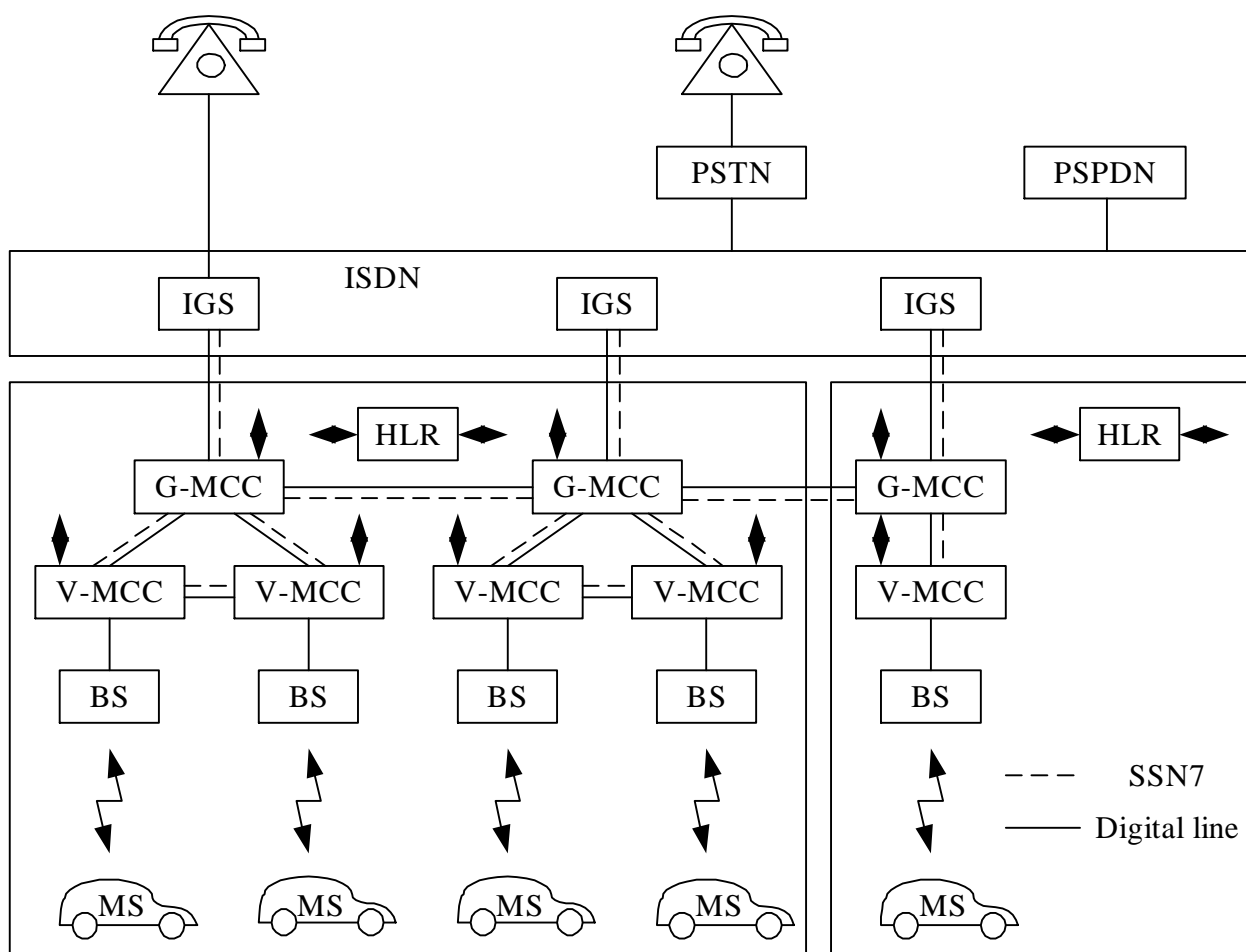 PSTN PSPDN
ISDN
IGS IGS IGS
HLR HLR
G-MCC G-MCC G-MCC
V-MCC V-MCC V-MCC V-MCC V-MCC
BS BS BS BS BS
SSN7
Digital line
MS MS MS MS MS